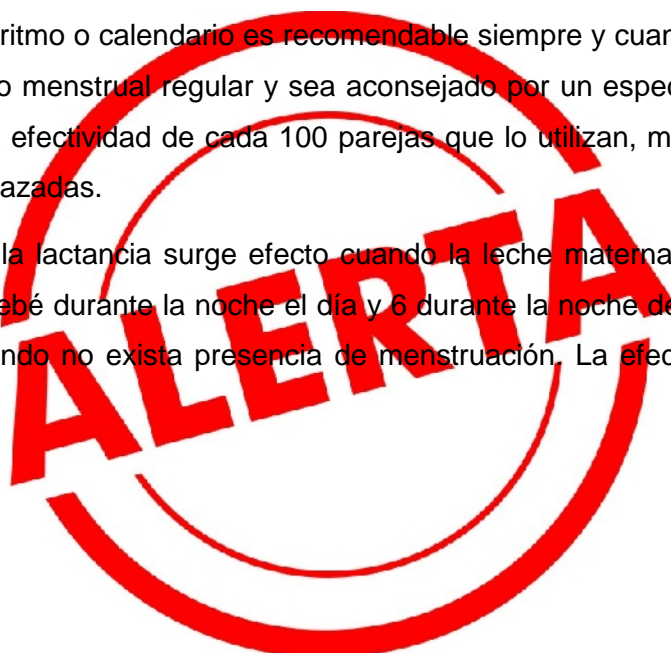 ritmo o calendario es recomendable siempre y cuan
o menstrual regular y sea aconsejado por un espec
efectividad de cada 100 parejas que lo utilizan, m
azadas.
la lactancia surge efecto cuando la leche materna
ebé durante la noche el día y 6 durante la noche de
ndo no exista presencia de menstruación. La efec
ALERTA